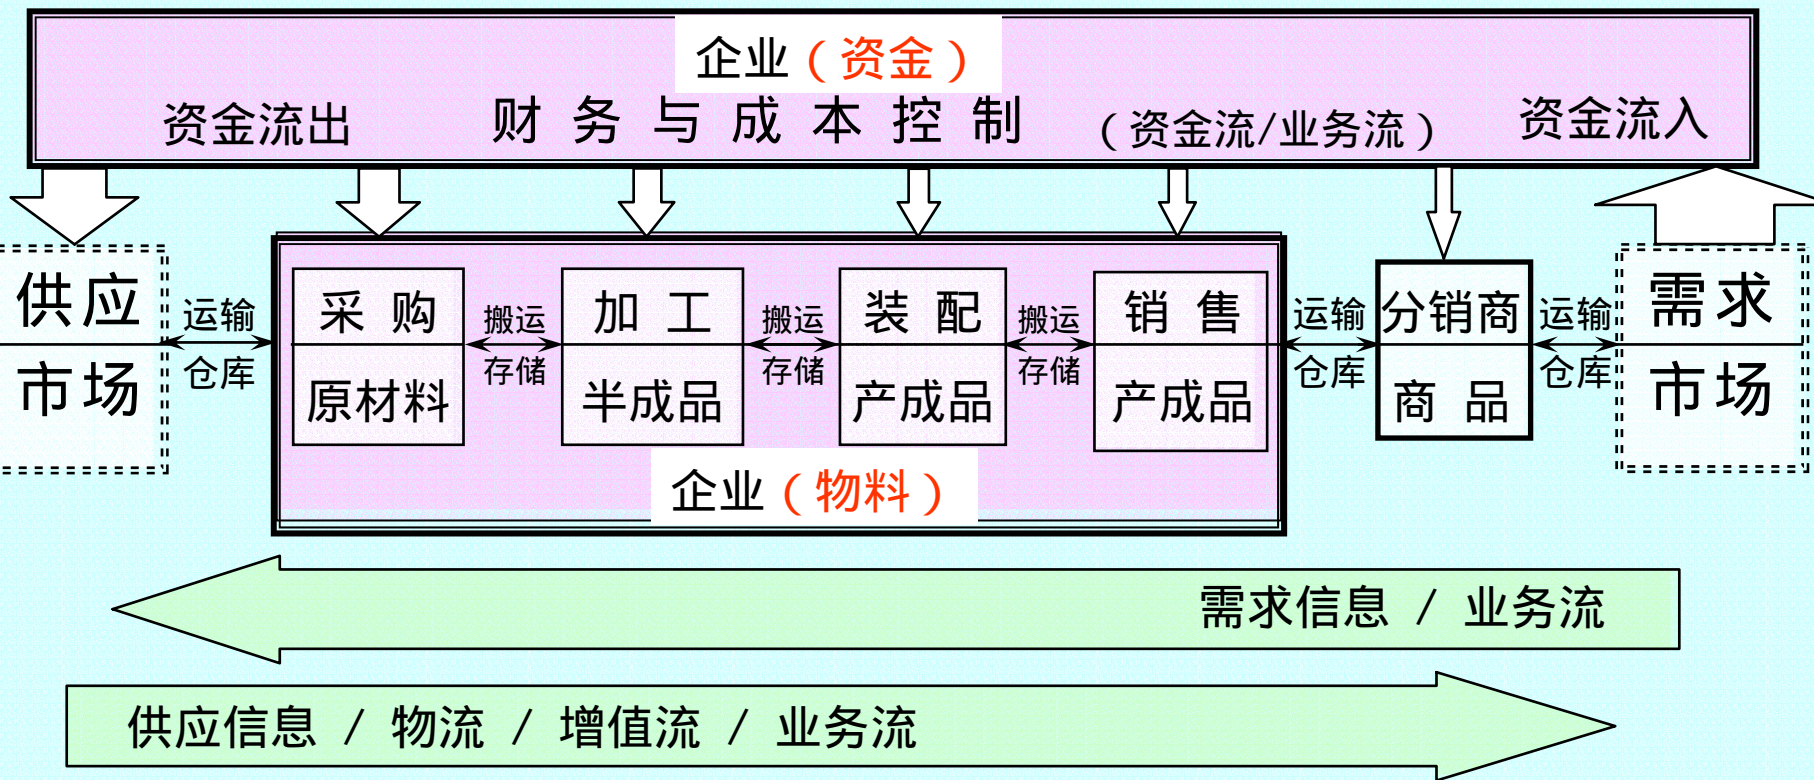 企业（资金）
资金流出 财 务 与 成 本 控 制 （资金流/业务流） 资金流入
供应
市场
运输
仓库
采 购
原材料
搬运
存储
加 工
半成品
搬运
存储
装 配
产成品
搬运
存储
销 售
产成品
运输
仓库
分销商
商 品
运输
仓库
需求
市场
企业（物料）
需求信息 / 业务流
供应信息 / 物流 / 增值流 / 业务流